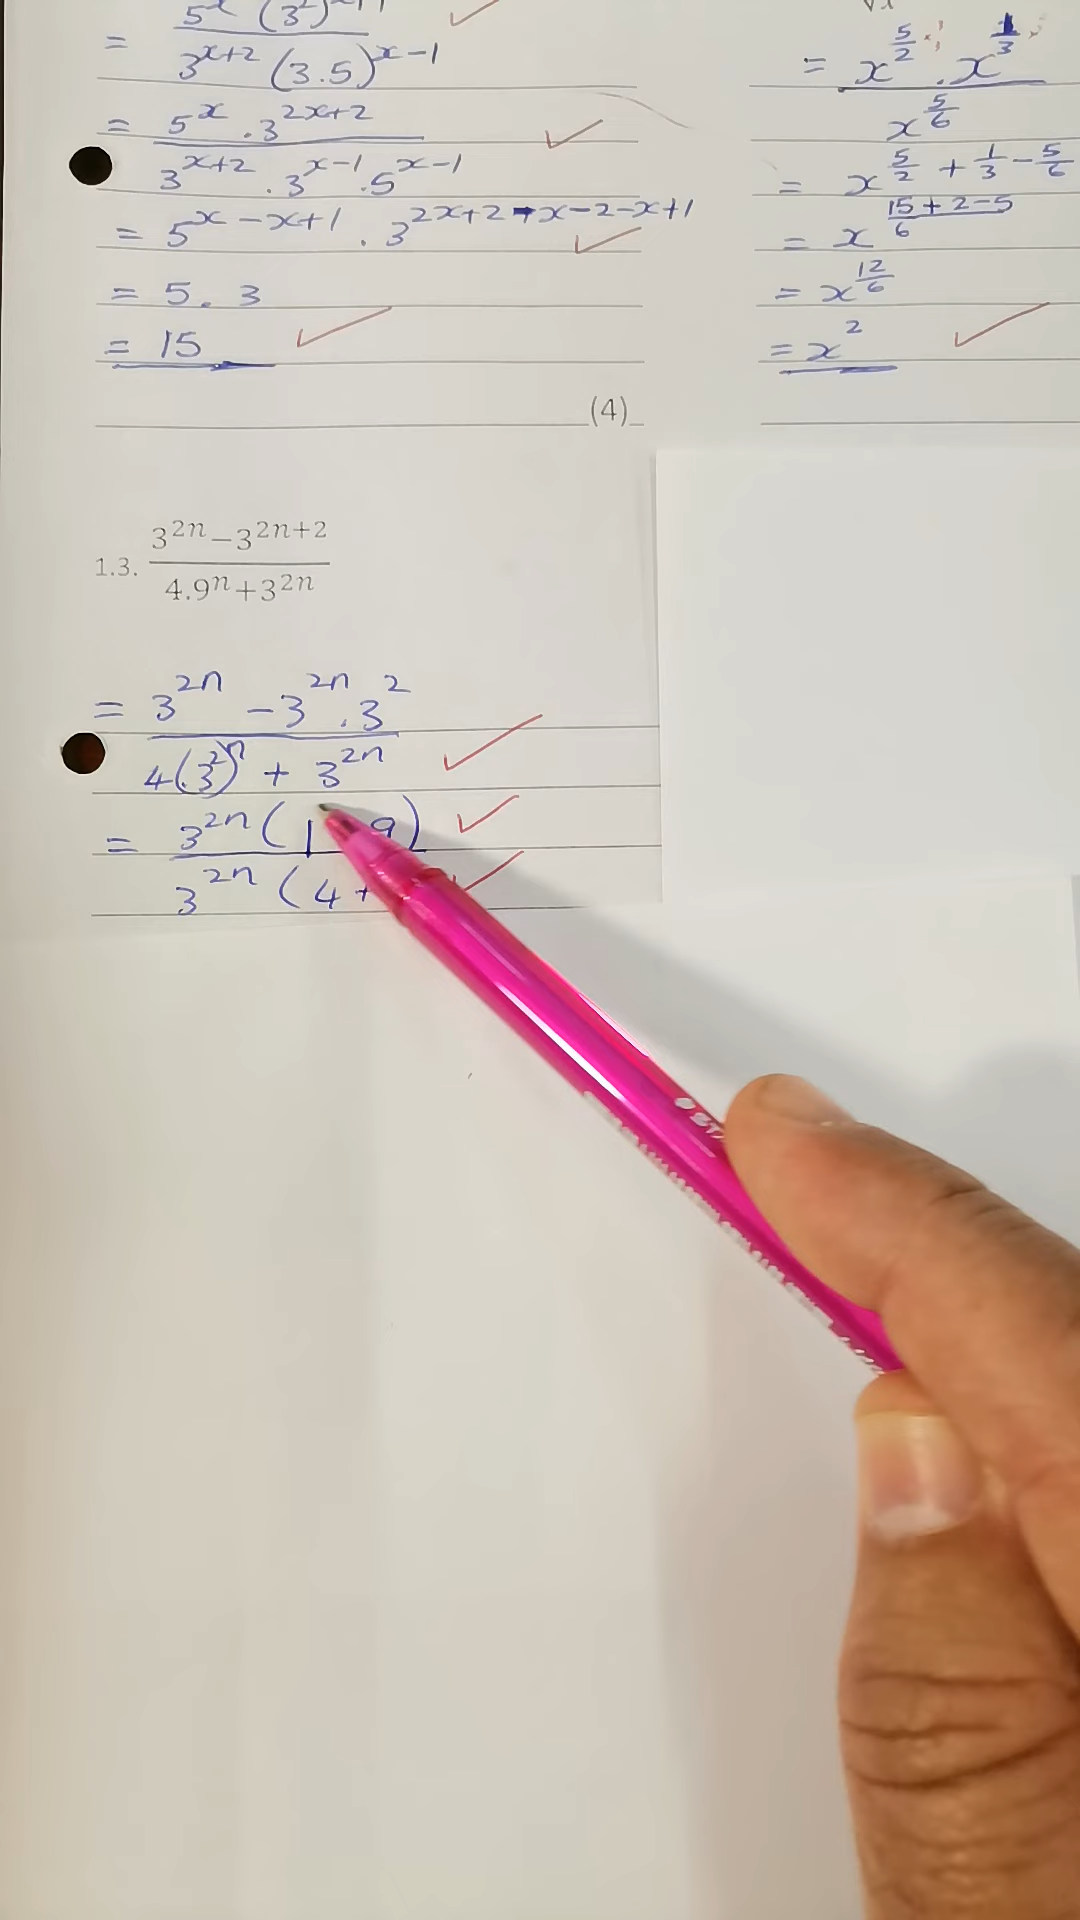 5^x (3^2)^x+1
= 3^x+2 (3.5)^x-1
= 5^x . 3^2x+2
3^x+2 . 3^x-1 . 5^x-1
= 5^x-x+1 . 3^2x+2-x-2-x+1
= 5 . 3
= 15
(4)
= x^5/2 . x^1/3
x^5/6
= x^5/2 + 1/3 - 5/6
= x^15+2-5/6
= x^12/6
= x^2
1.3. 3^2n-3^2n+2
4.9^n+3^2n
= 3^2n - 3^2n . 3^2
4(3^2)^n + 3^2n
= 3^2n (1 9)
3^2n (4 +